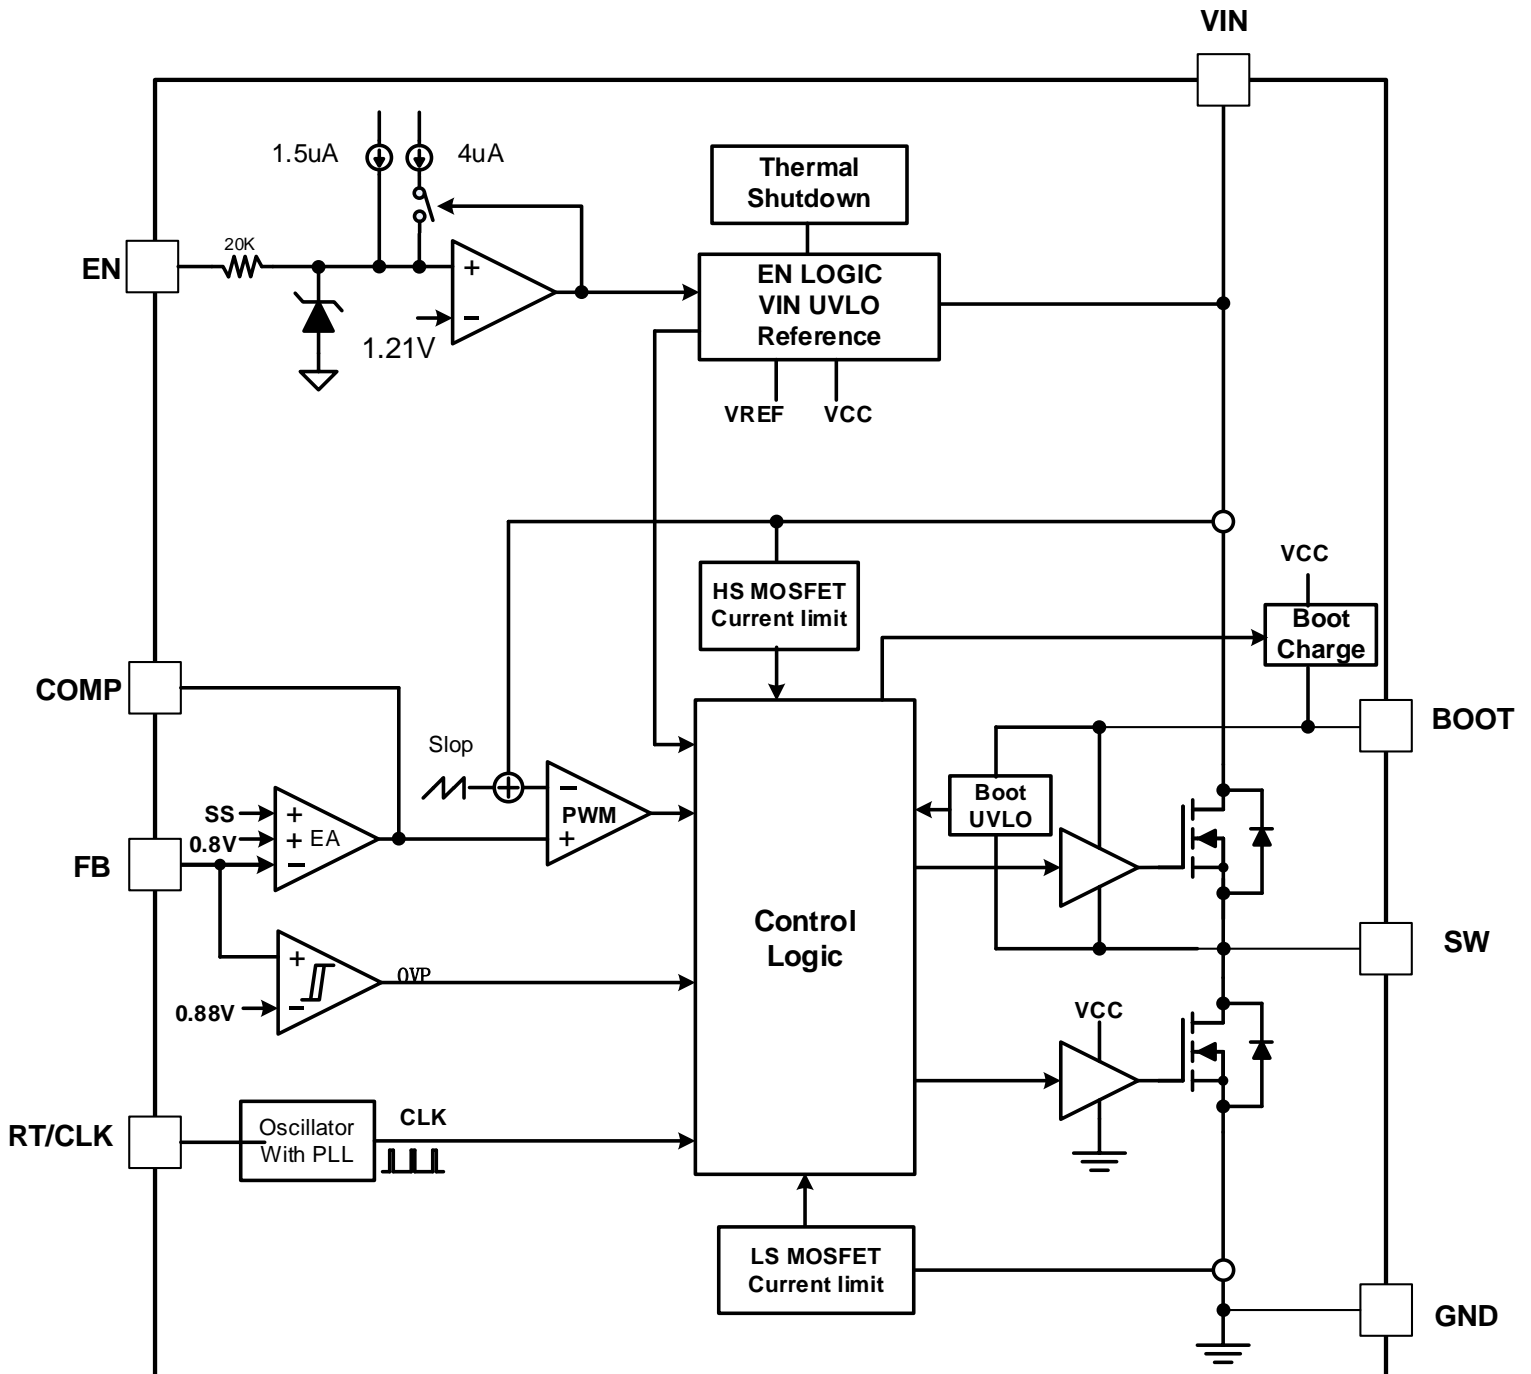 VIN
1.5uA
4uA
Thermal
Shutdown
EN
20K
+
−
1.21V
EN LOGIC
VIN UVLO
Reference
VREF
VCC
HS MOSFET
Current limit
VCC
Boot
Charge
COMP
BOOT
Slop
+
−
PWM
+
Boot
UVLO
SS
+
0.8V
+ EA
FB
−
Control
Logic
SW
+
OVP
0.88V
−
VCC
RT/CLK
Oscillator
With PLL
CLK
LS MOSFET
Current limit
GND